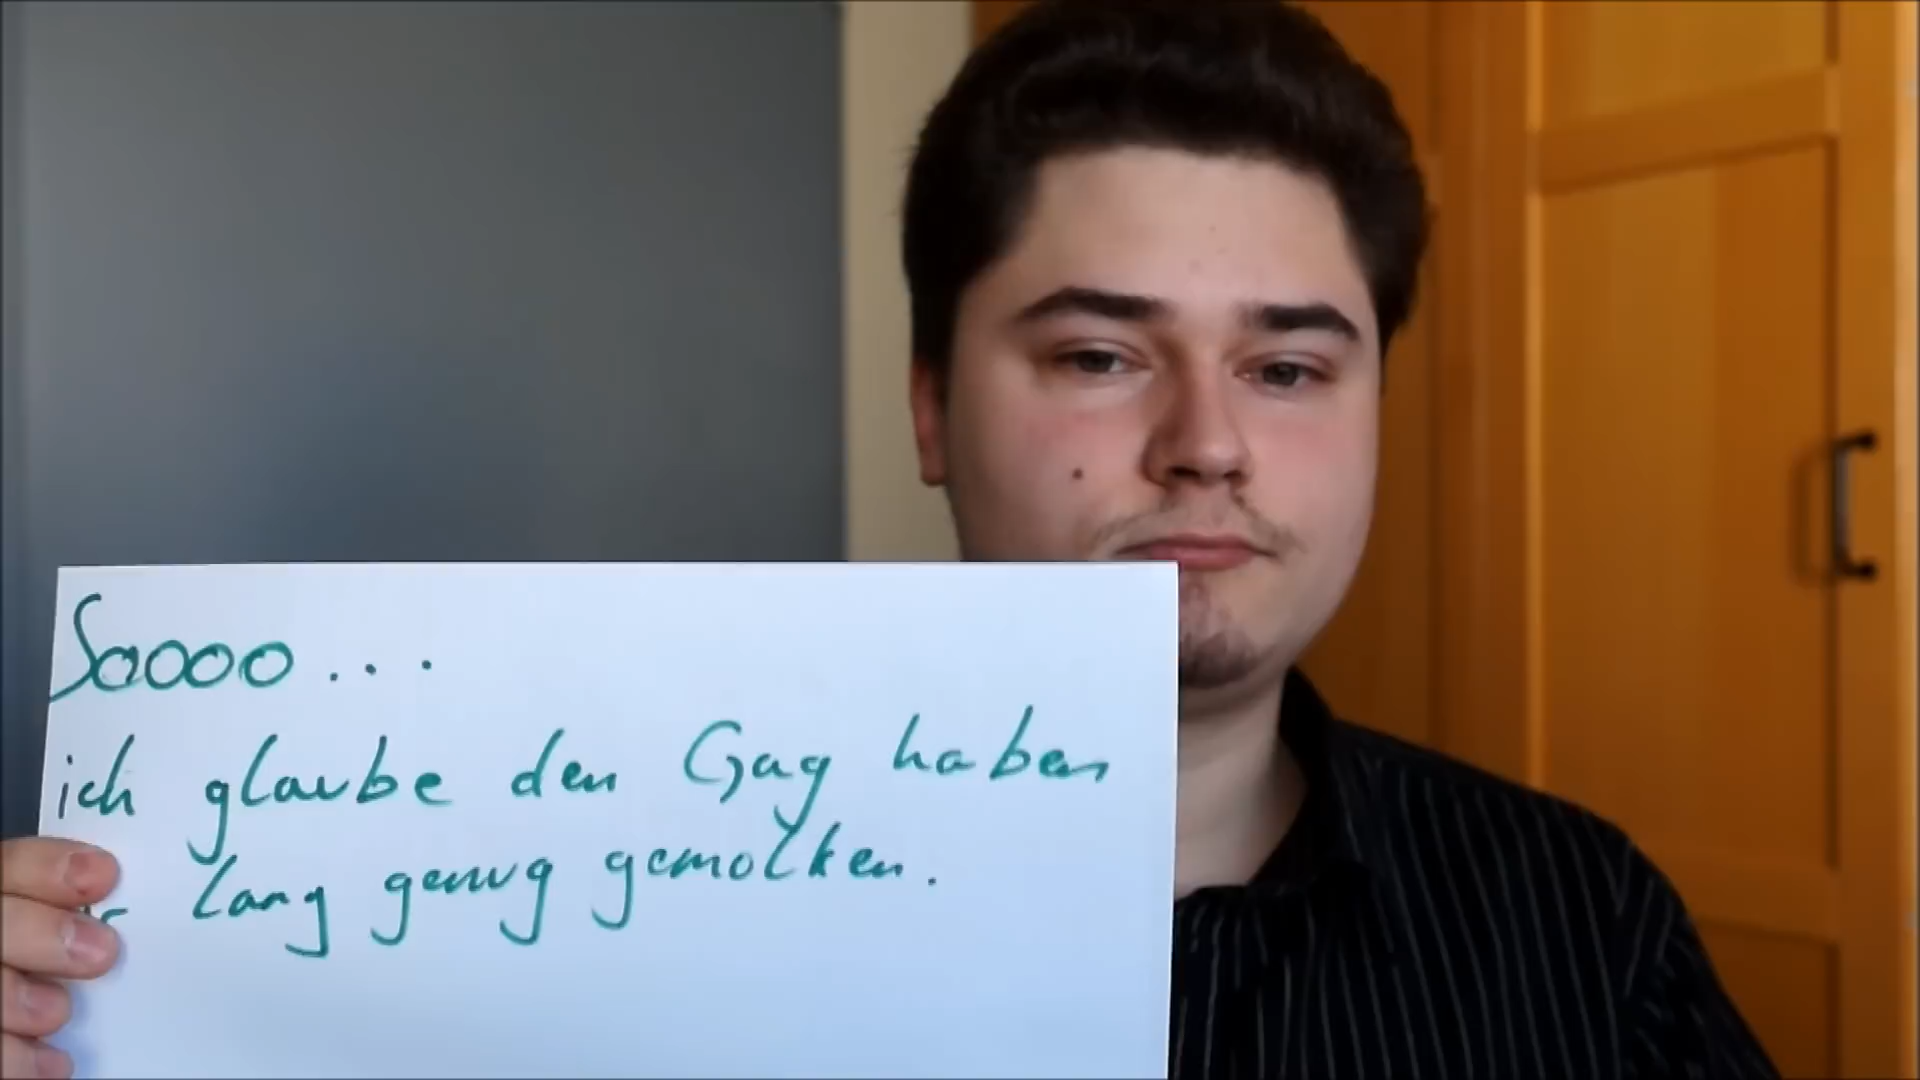 Soooo...
ich glaube den Gag haben
lang genug gemolken.